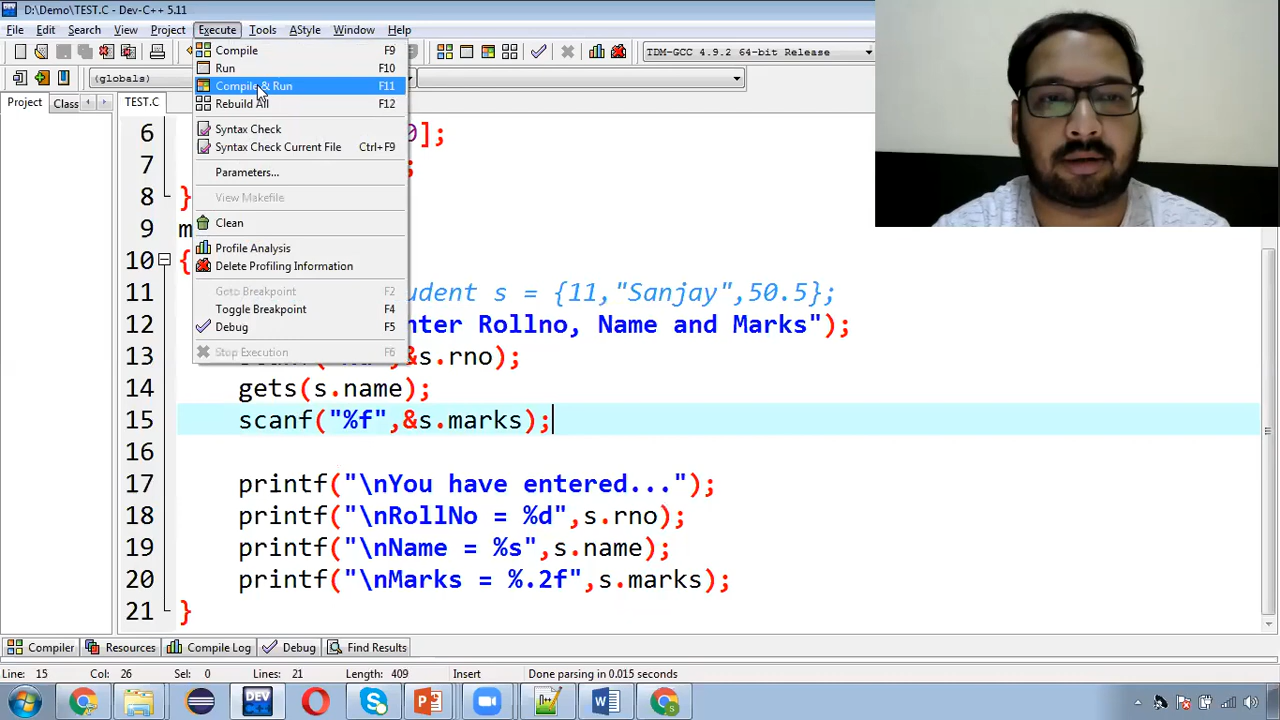 D:\Demo\TEST.C - Dev-C++ 5.11
File Edit Search View Project Execute Tools AStyle Window Help
TDM-GCC 4.9.2 64-bit Release
(globals)
Project Class TEST.C
Compile F9
Run F10
Compile & Run F11
Rebuild All F12
Syntax Check
Syntax Check Current File Ctrl+F9
Parameters...
View Makefile
Clean
Profile Analysis
Delete Profiling Information
Goto Breakpoint F2
Toggle Breakpoint F4
Debug F5
Stop Execution F6
6 0];
7 ;
8 }
9 m
10 {
11 udent s = {11,"Sanjay",50.5};
12 nter Rollno, Name and Marks");
13 &s.rno);
14 gets(s.name);
15 scanf("%f",&s.marks);
16
17 printf("\nYou have entered...");
18 printf("\nRollNo = %d",s.rno);
19 printf("\nName = %s",s.name);
20 printf("\nMarks = %.2f",s.marks);
21 }
Compiler Resources Compile Log Debug Find Results
Line: 15 Col: 26 Sel: 0 Lines: 21 Length: 409 Insert Done parsing in 0.015 seconds
DEV